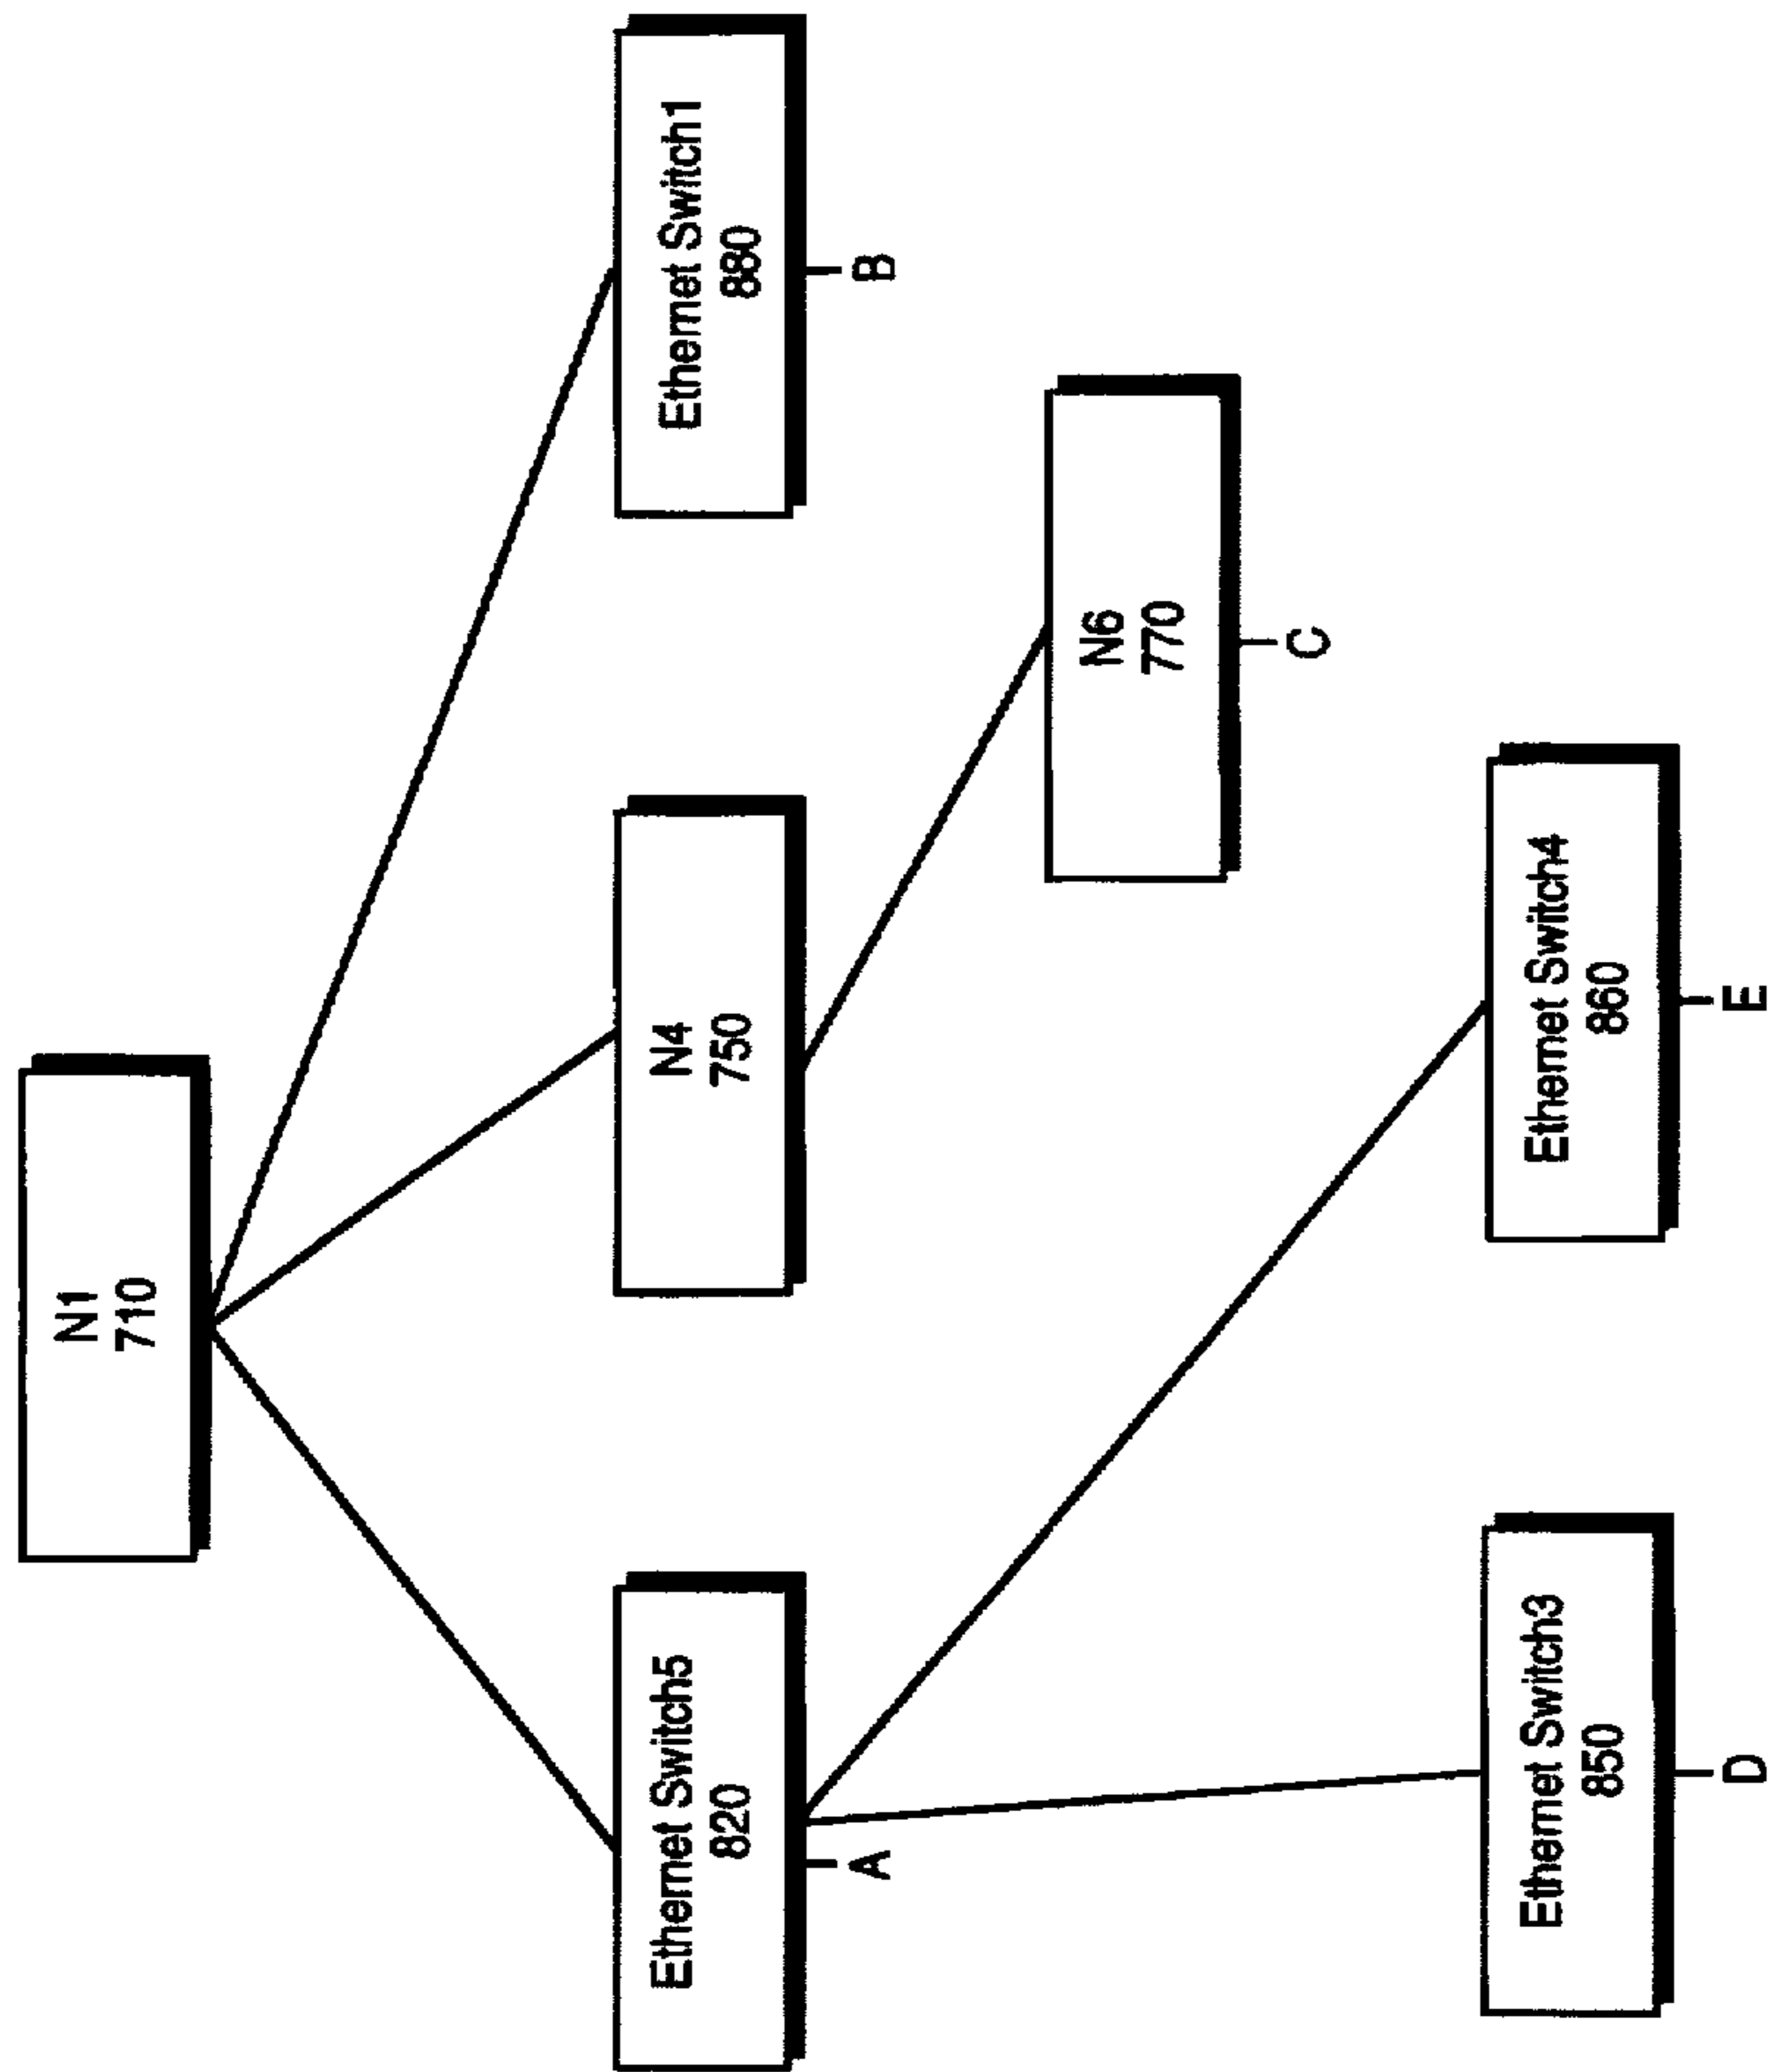 N1
710
Ethernet Switch5
820
A
N4
750
Ethernet Switch1
880
B
N6
770
C
Ethernet Switch3
850
D
Ethernet Switch4
860
E